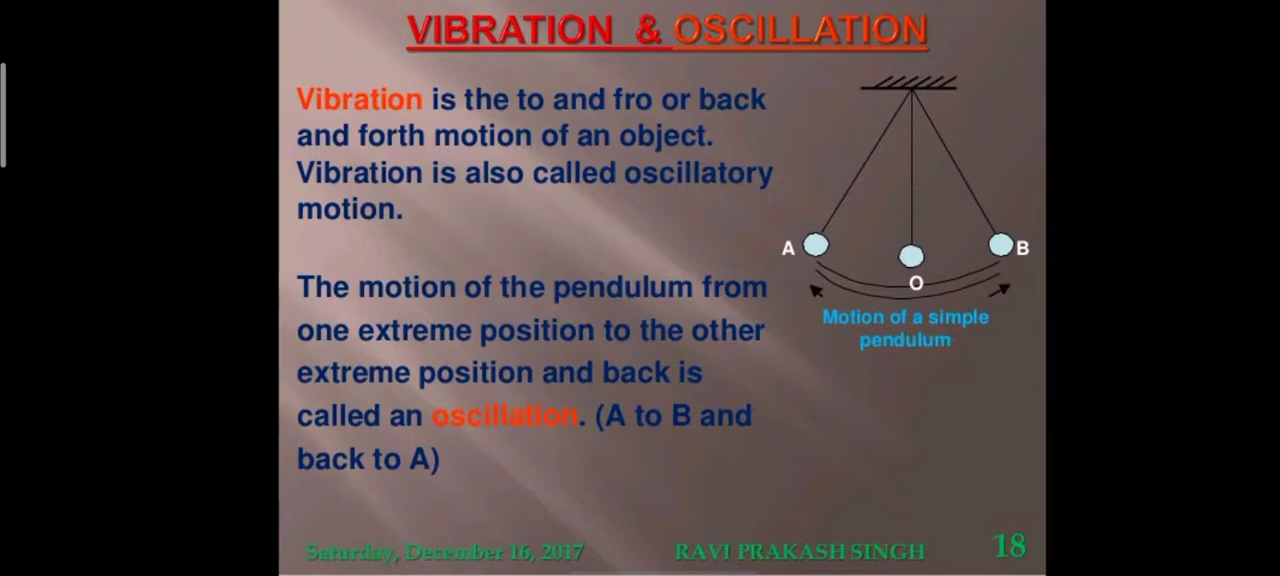 VIBRATION & OSCILLATION
Vibration is the to and fro or back
and forth motion of an object.
Vibration is also called oscillatory
motion.
The motion of the pendulum from
one extreme position to the other
extreme position and back is
called an oscillation. (A to B and
back to A)
A
B
O
Motion of a simple
pendulum
Saturday, December 16, 2017
RAVI PRAKASH SINGH
18